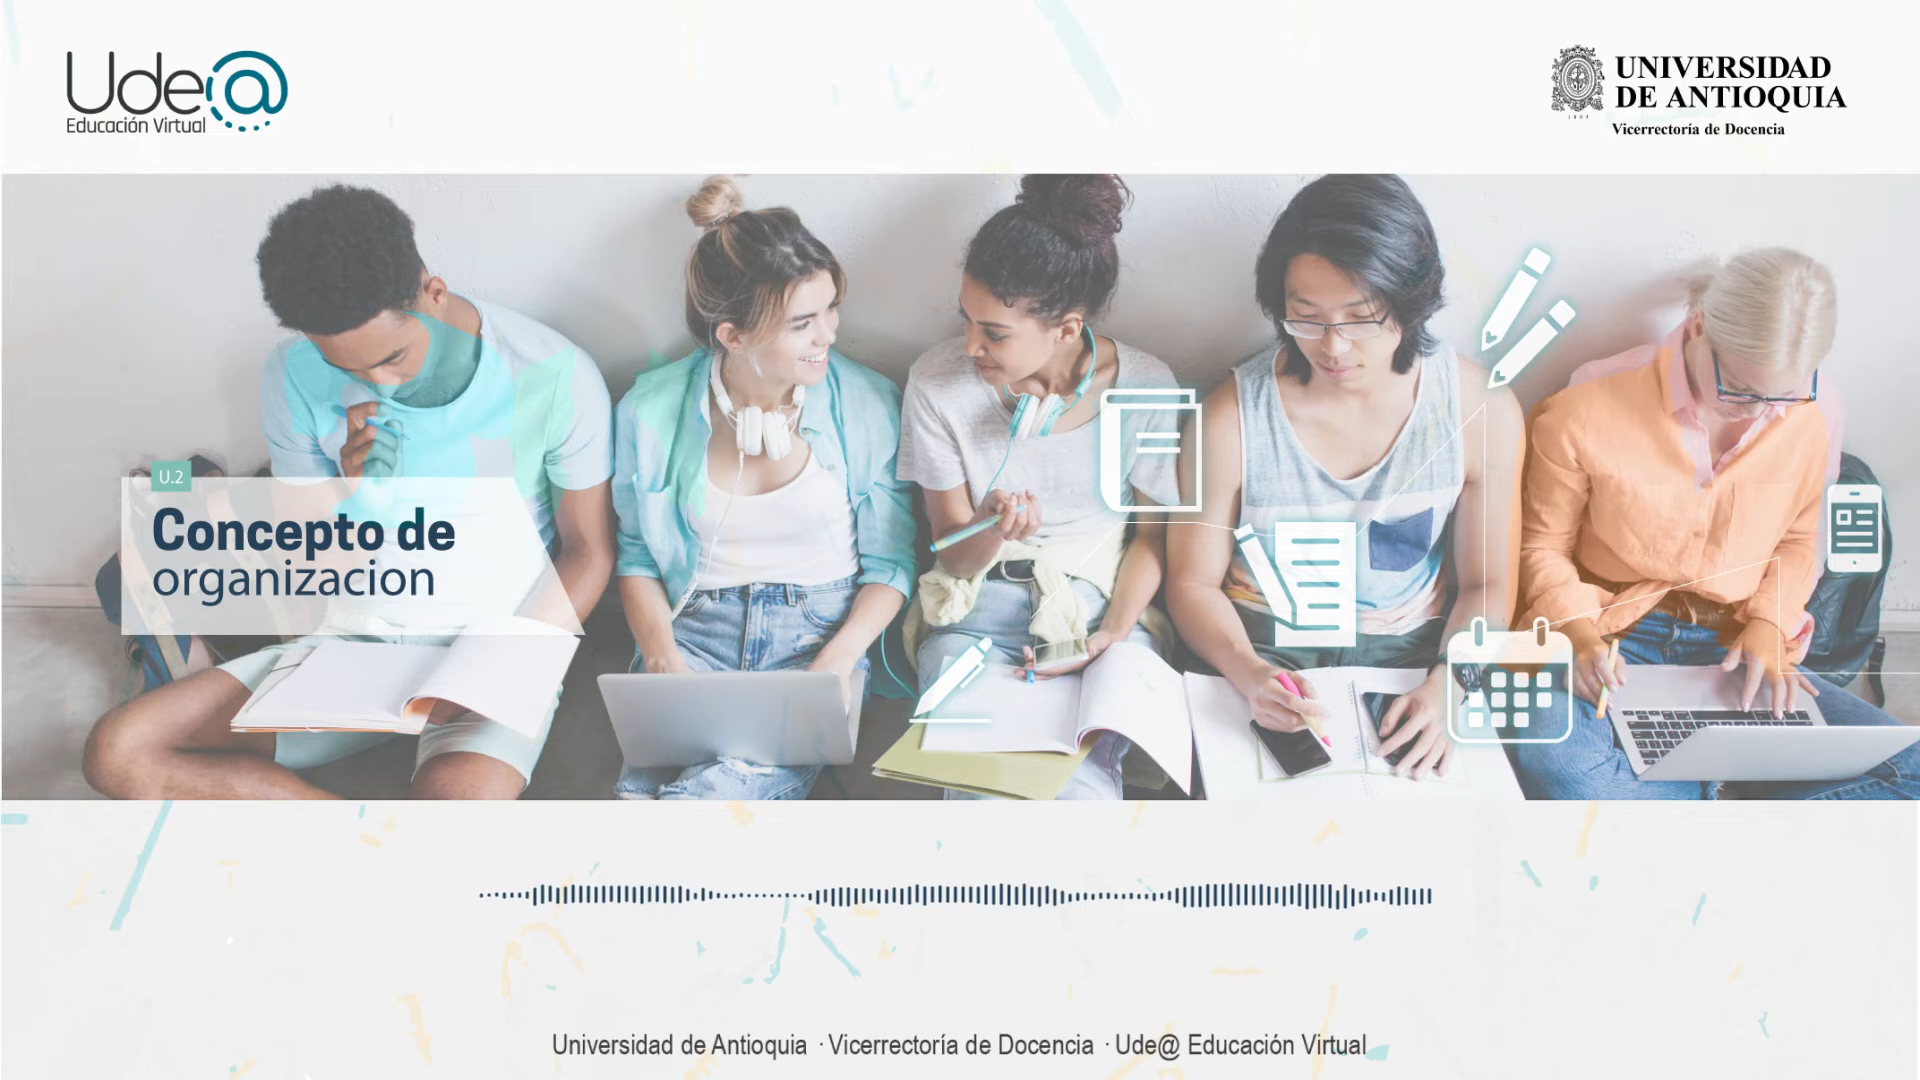 Ude@
Educación Virtual
UNIVERSIDAD
DE ANTIOQUIA
1803
Vicerrectoría de Docencia
U.2
Concepto de
organizacion
Universidad de Antioquia · Vicerrectoría de Docencia · Ude@ Educación Virtual